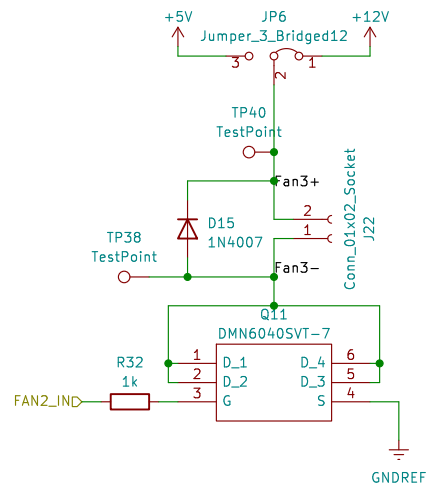 +5V
JP6
+12V
Jumper_3_Bridged12
3
2
1
TP40
TestPoint
Fan3+
Conn_01x02_Socket
J22
2
1
D15
1N4007
TP38
TestPoint
Fan3-
Q11
DMN6040SVT-7
R32
1k
1
D_1
D_4
6
2
D_2
D_3
5
FAN2_IN
3
G
S
4
GNDREF